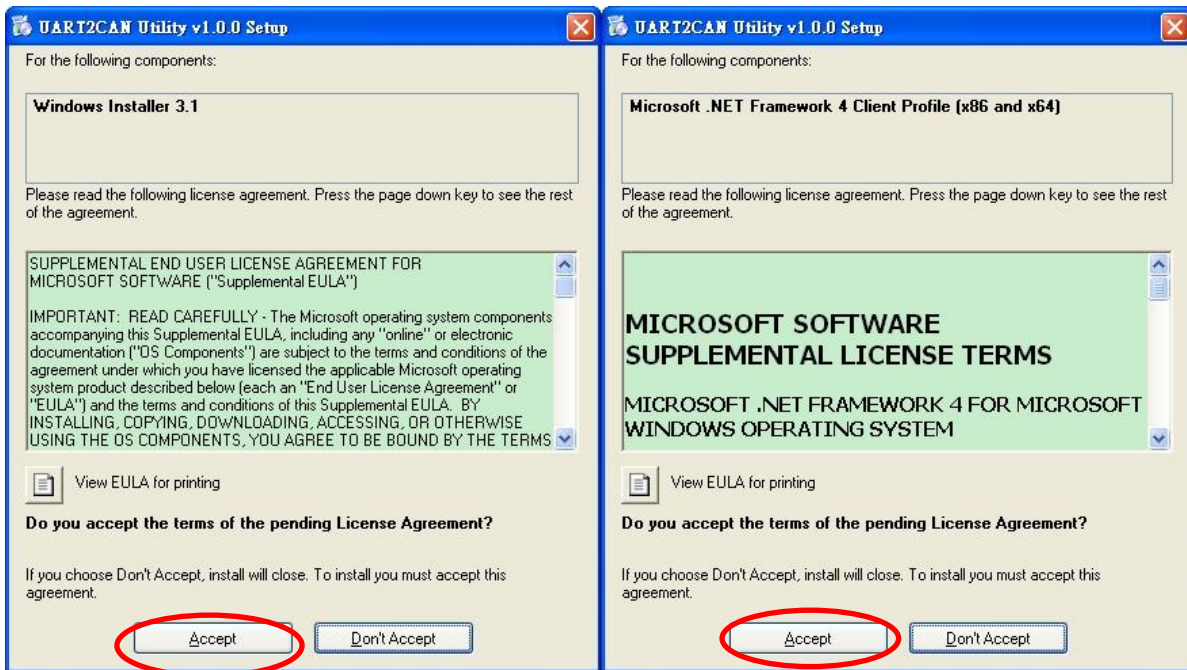 UART2CAN Utility v1.0.0 Setup
For the following components:
Windows Installer 3.1
Please read the following license agreement. Press the page down key to see the rest
of the agreement.
SUPPLEMENTAL END USER LICENSE AGREEMENT FOR
MICROSOFT SOFTWARE ("Supplemental EULA")
IMPORTANT:  READ CAREFULLY - The Microsoft operating system components
accompanying this Supplemental EULA, including any "online" or electronic
documentation ("OS Components") are subject to the terms and conditions of the
agreement under which you have licensed the applicable Microsoft operating
system product described below (each an "End User License Agreement" or
"EULA") and the terms and conditions of this Supplemental EULA.  BY
INSTALLING, COPYING, DOWNLOADING, ACCESSING, OR OTHERWISE
USING THE OS COMPONENTS, YOU AGREE TO BE BOUND BY THE TERMS
View EULA for printing
Do you accept the terms of the pending License Agreement?
If you choose Don't Accept, install will close. To install you must accept this
agreement.
Accept
Don't Accept
UART2CAN Utility v1.0.0 Setup
For the following components:
Microsoft .NET Framework 4 Client Profile (x86 and x64)
Please read the following license agreement. Press the page down key to see the rest
of the agreement.
MICROSOFT SOFTWARE
SUPPLEMENTAL LICENSE TERMS
MICROSOFT .NET FRAMEWORK 4 FOR MICROSOFT
WINDOWS OPERATING SYSTEM
View EULA for printing
Do you accept the terms of the pending License Agreement?
If you choose Don't Accept, install will close. To install you must accept this
agreement.
Accept
Don't Accept